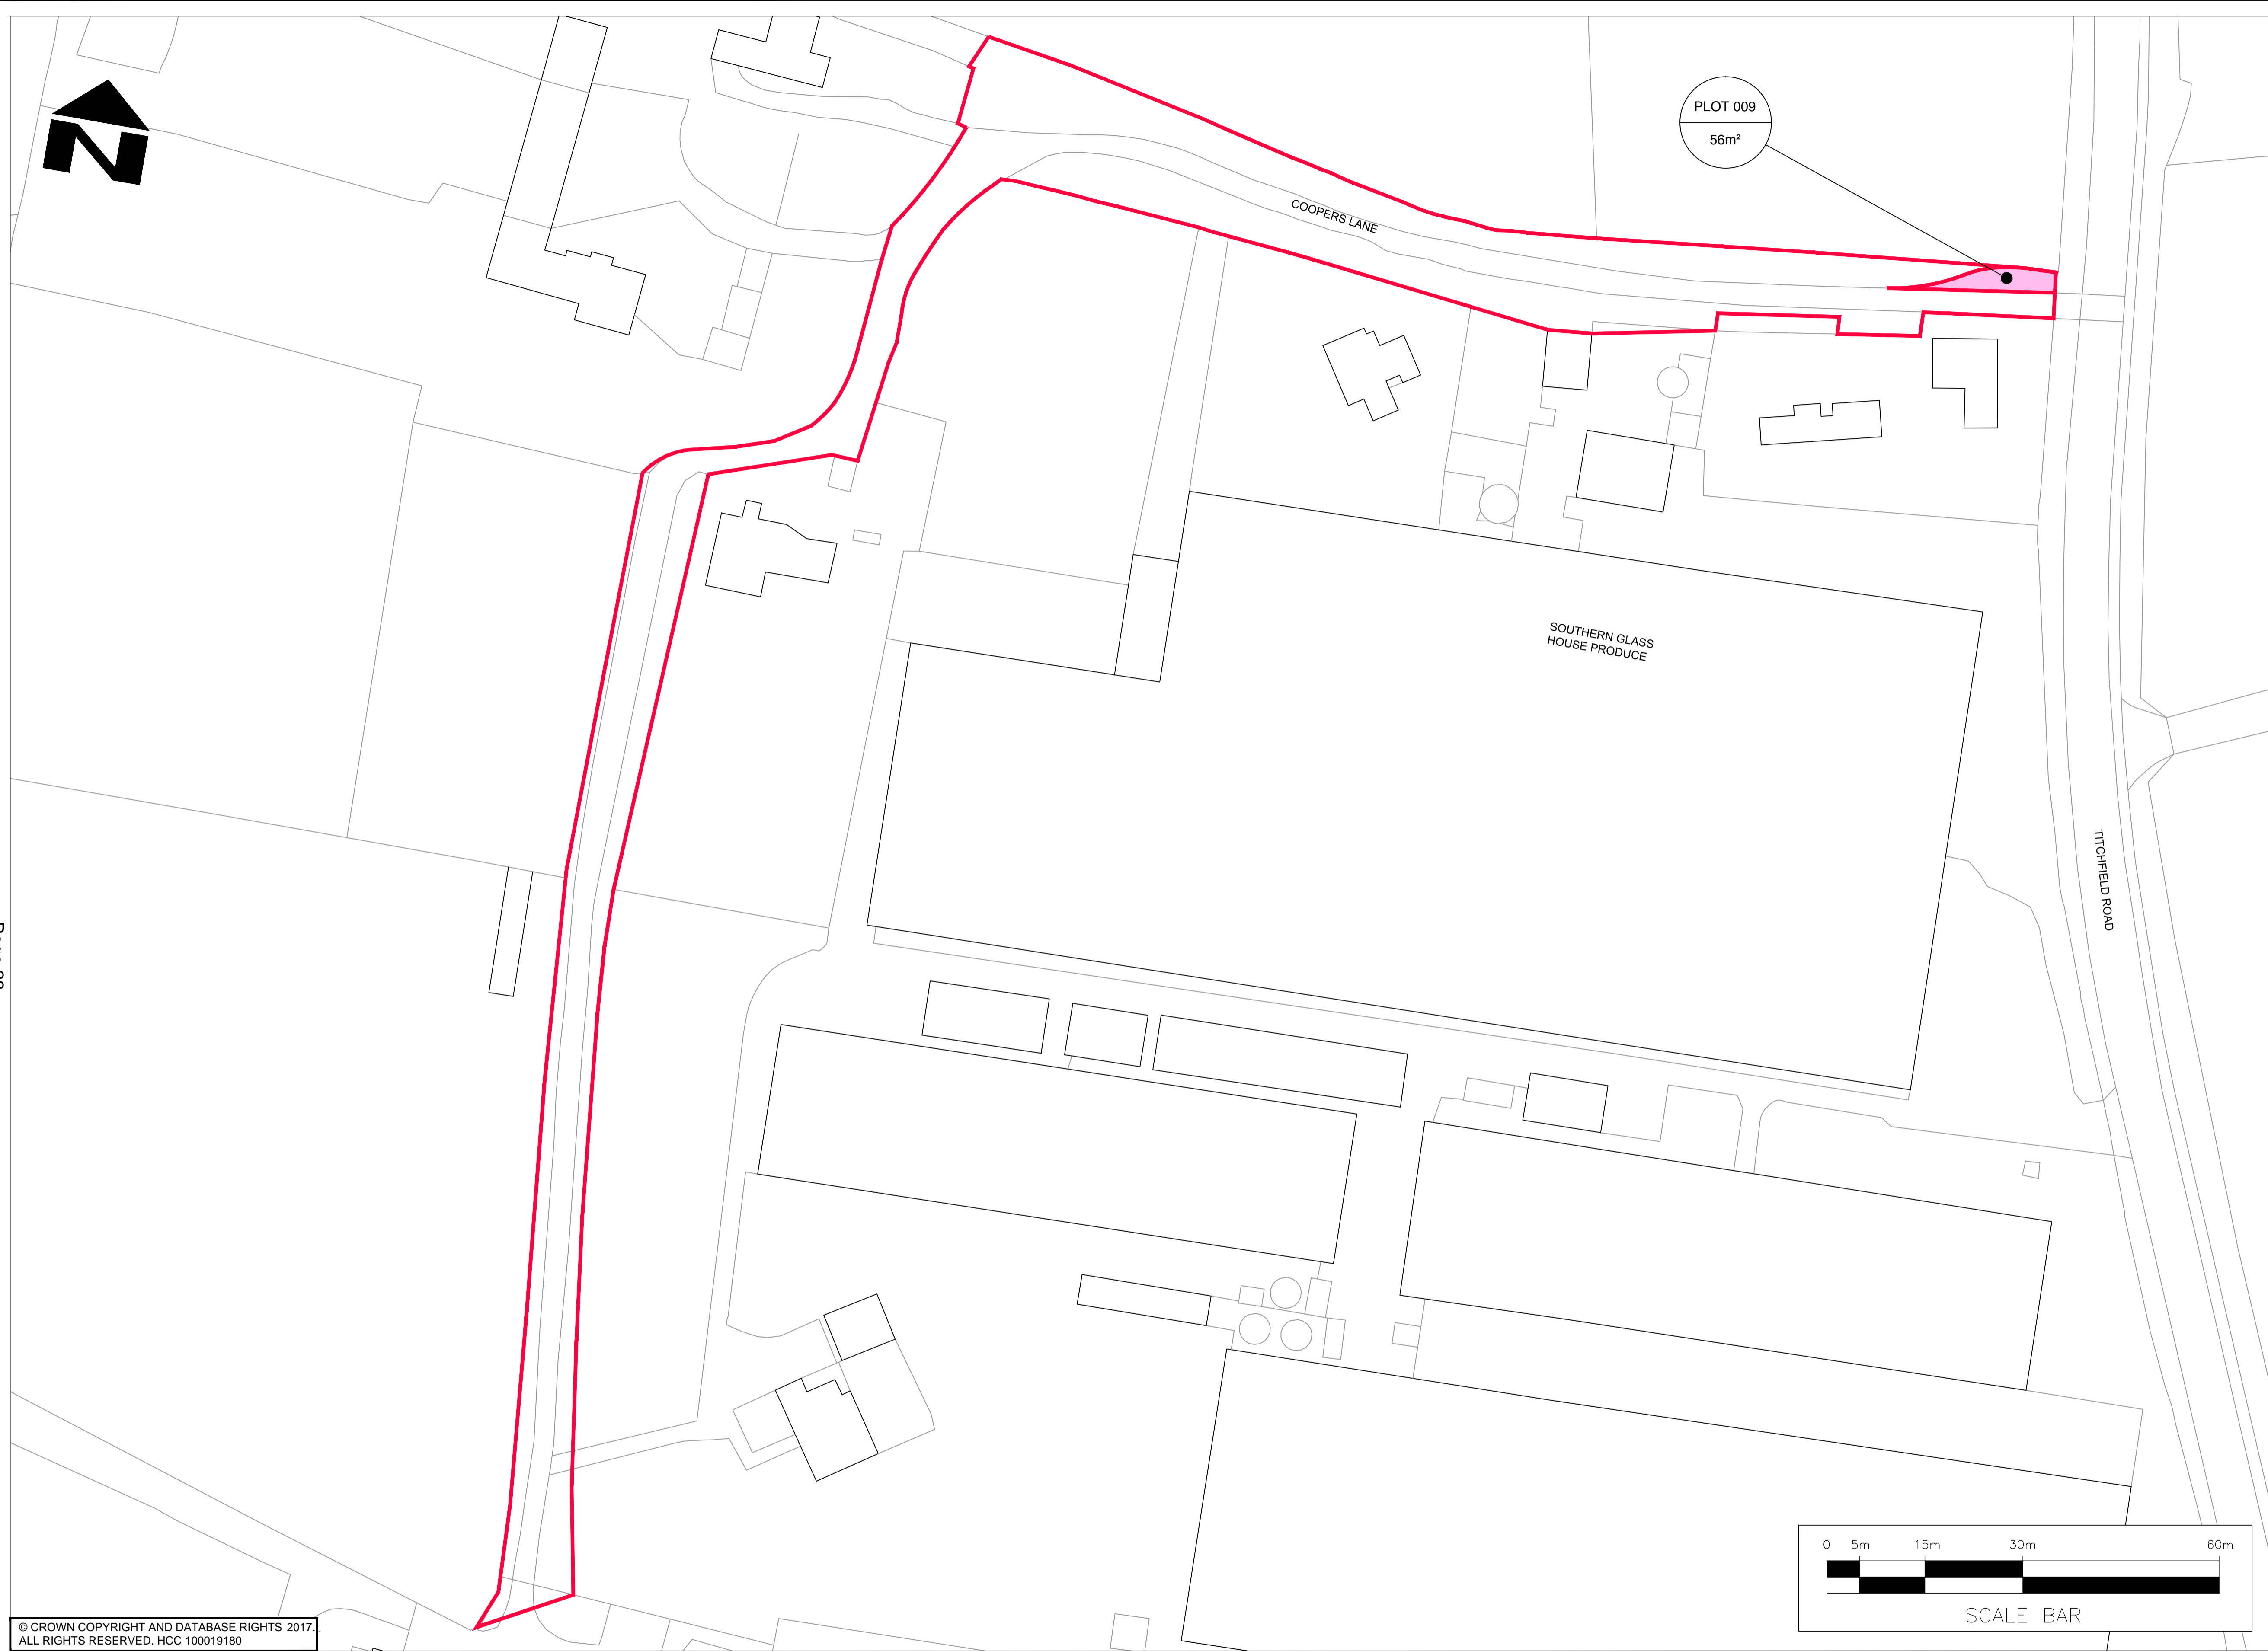 PLOT 009
56m²
COOPERS LANE
SOUTHERN GLASS
HOUSE PRODUCE
TITCHFIELD ROAD
N
0 5m 15m 30m 60m
SCALE BAR
© CROWN COPYRIGHT AND DATABASE RIGHTS 2017.
ALL RIGHTS RESERVED. HCC 100019180